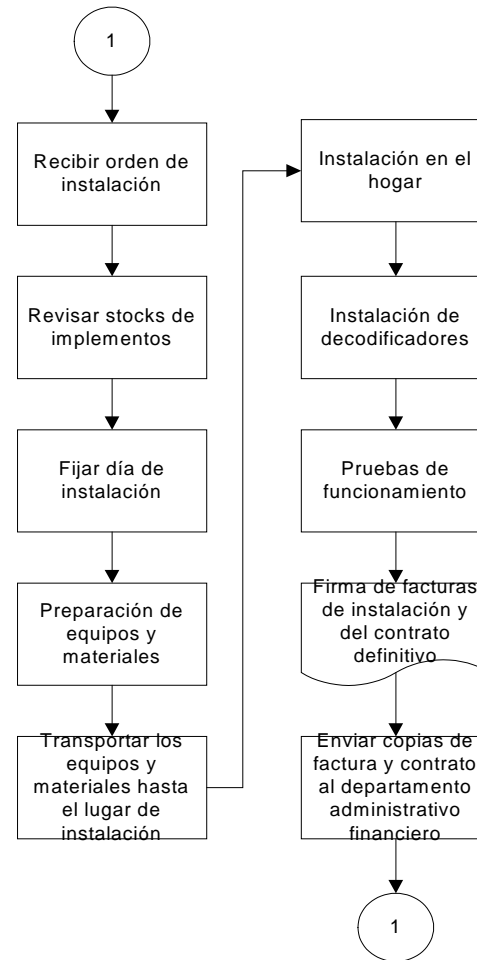 1
Recibir orden de
instalación
Revisar stocks de
implementos
Fijar día de
instalación
Preparación de
equipos y
materiales
Transportar los
equipos y
materiales hasta
el lugar de
instalación
Instalación en el
hogar
Instalación de
decodificadores
Pruebas de
funcionamiento
Firma de facturas
de instalación y
del contrato
definitivo
Enviar copias de
factura y contrato
al departamento
administrativo
financiero
1